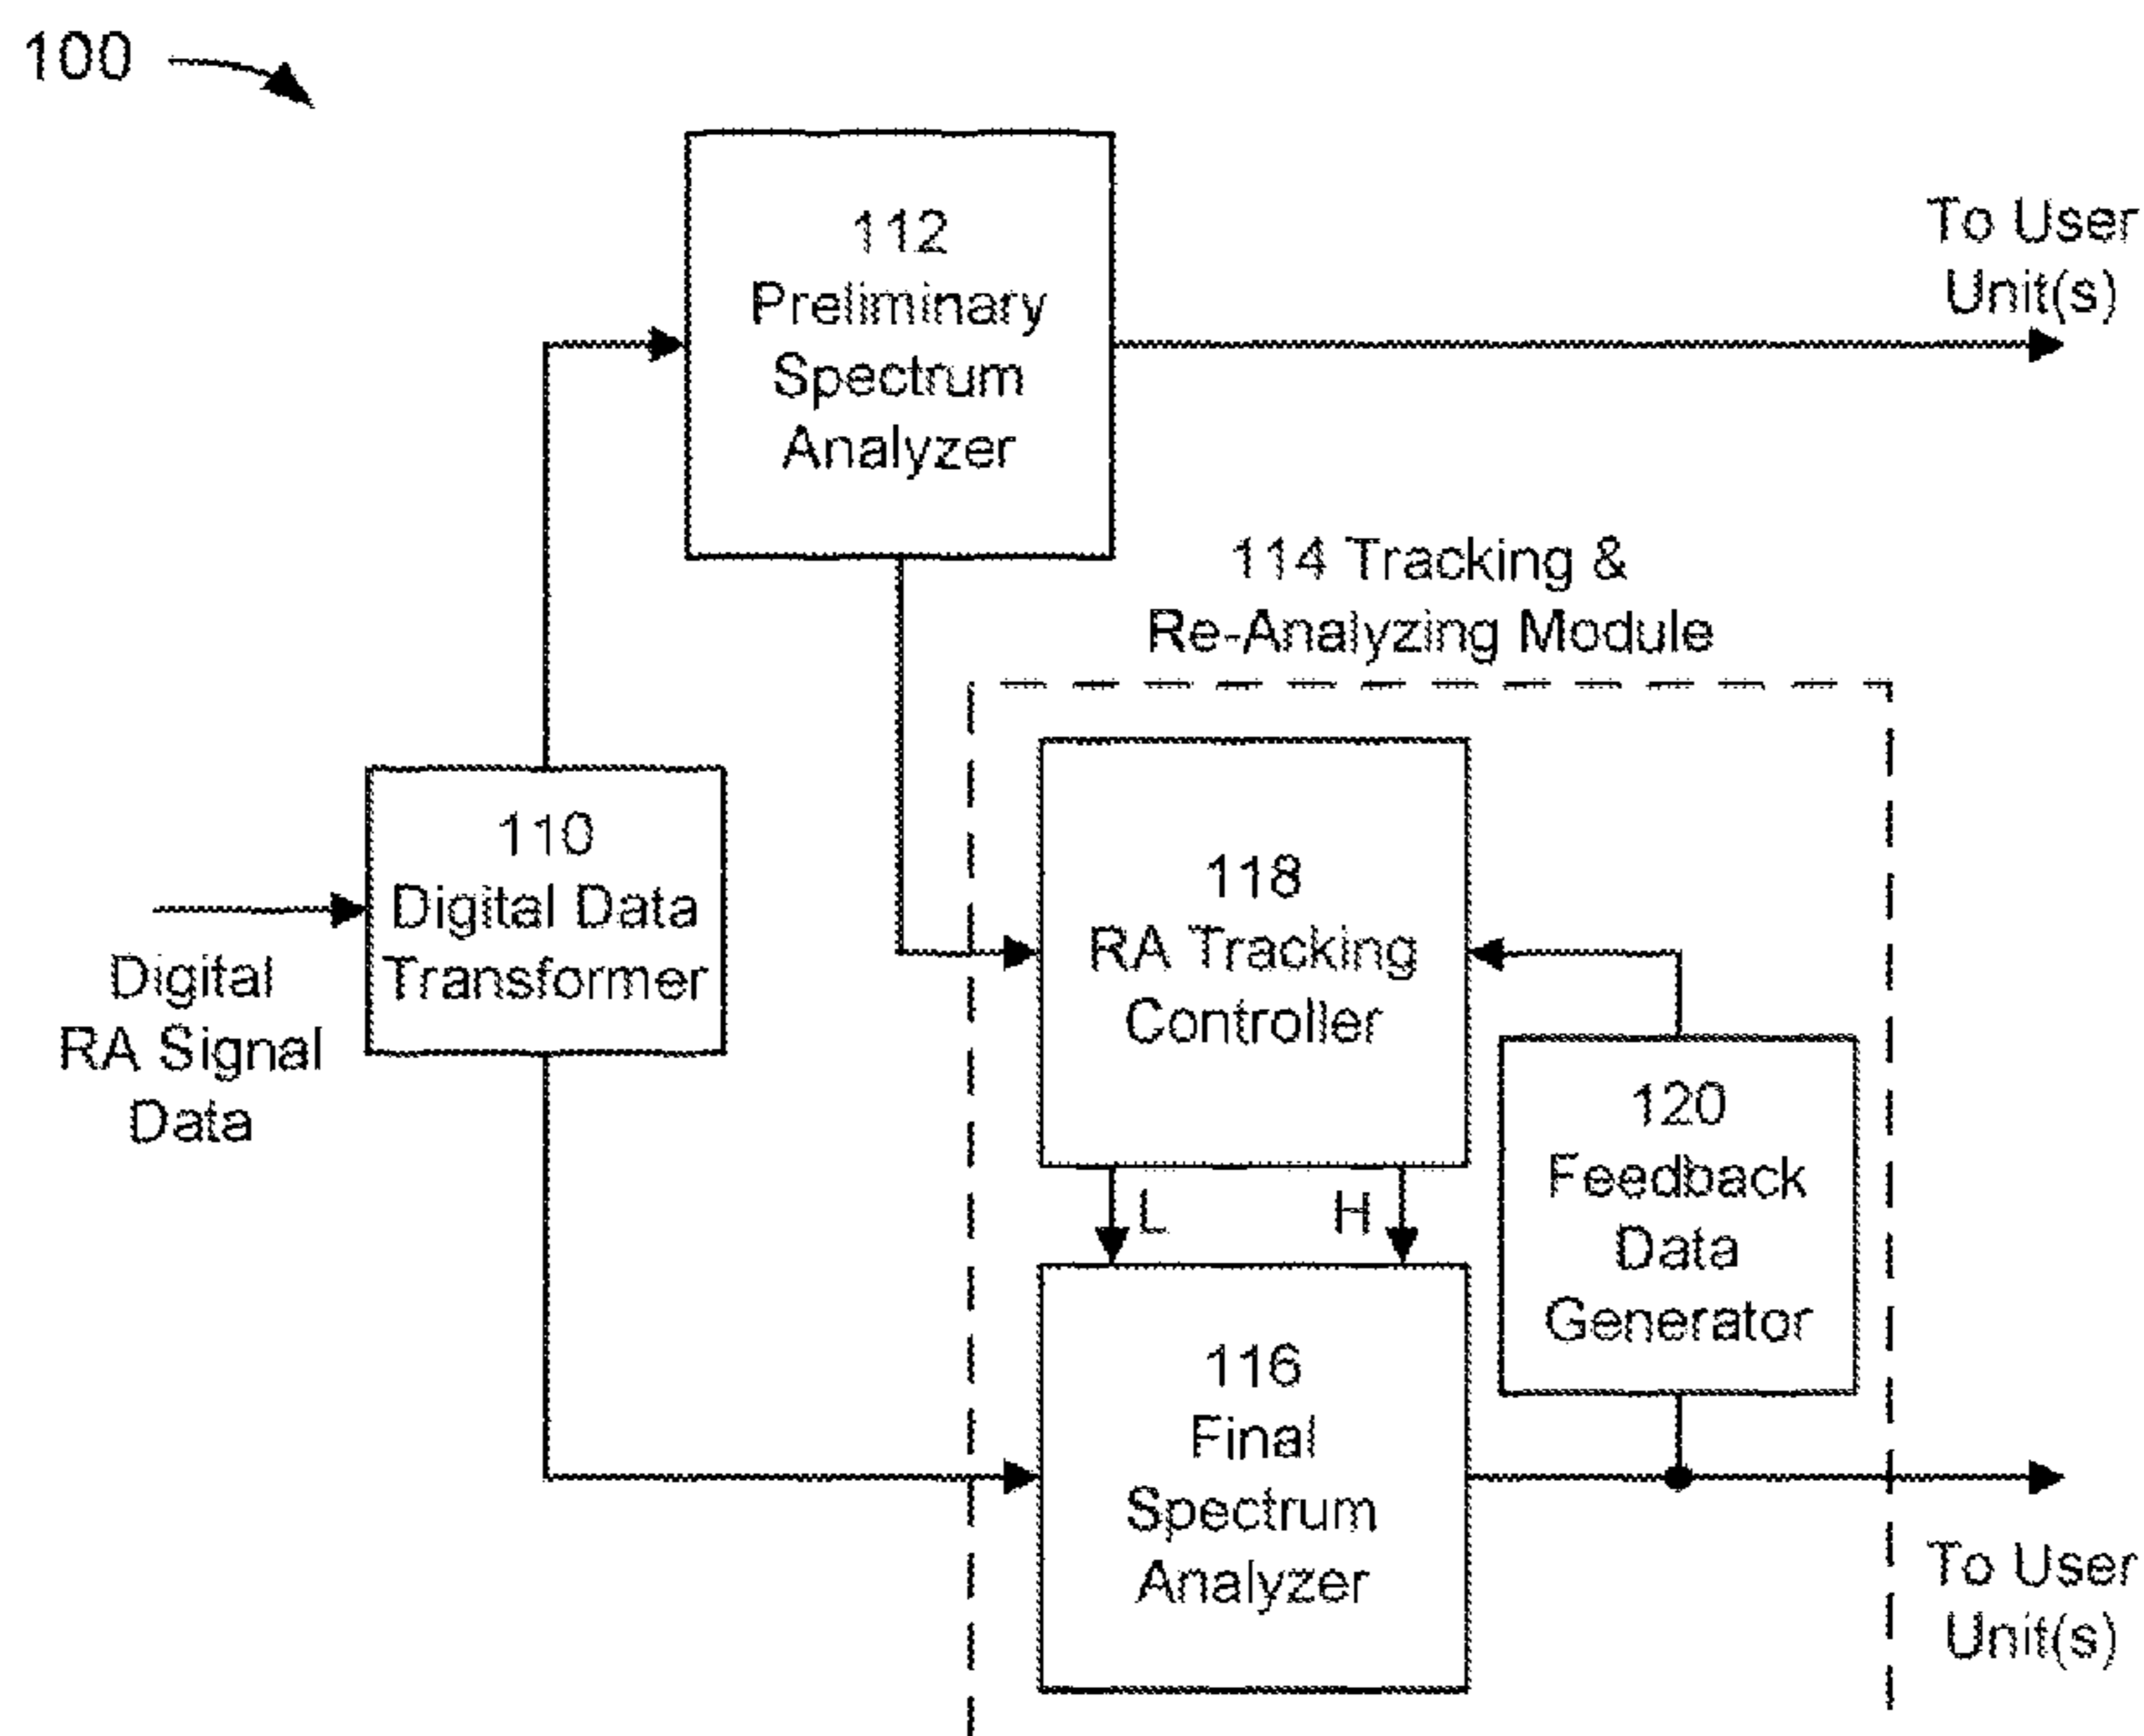 100
112
Preliminary
Spectrum
Analyzer
To User
Unit(s)
114 Tracking &
Re-Analyzing Module
110
Digital Data
Transformer
Digital
RA Signal
Data
118
RA Tracking
Controller
120
Feedback
Data
Generator
L
H
116
Final
Spectrum
Analyzer
To User
Unit(s)